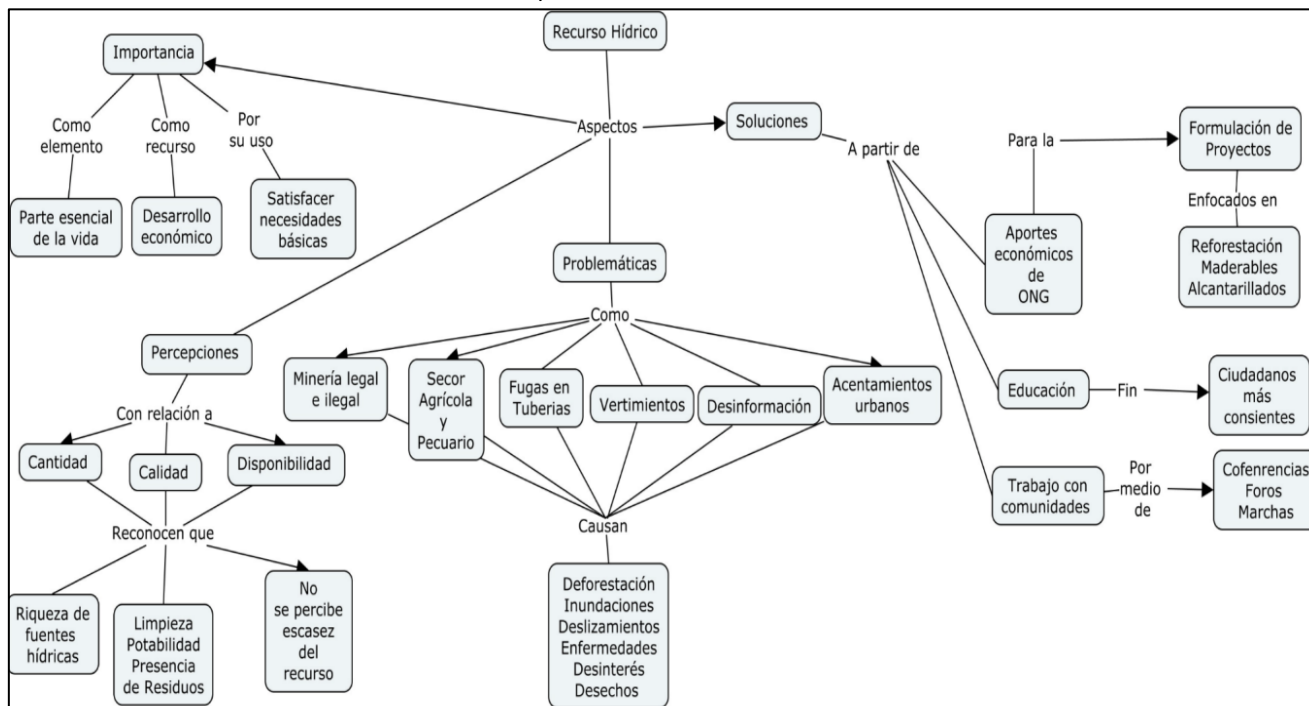 Recurso Hídrico
Aspectos
Importancia
Como
elemento
Parte esencial
de la vida
Como
recurso
Desarrollo
económico
Por
su uso
Satisfacer
necesidades
básicas
Soluciones
A partir de
Aportes
económicos
de
ONG
Para la
Formulación de
Proyectos
Enfocados en
Reforestación
Maderables
Alcantarillados
Educación
Fin
Ciudadanos
más
consientes
Trabajo con
comunidades
Por
medio
de
Cofenrencias
Foros
Marchas
Problemáticas
Como
Minería legal
e ilegal
Secor
Agrícola
y
Pecuario
Fugas en
Tuberias
Vertimientos
Desinformación
Acentamientos
urbanos
Causan
Deforestación
Inundaciones
Deslizamientos
Enfermedades
Desinterés
Desechos
Percepciones
Con relación a
Cantidad
Calidad
Disponibilidad
Reconocen que
Riqueza de
fuentes
hídricas
Limpieza
Potabilidad
Presencia
de Residuos
No
se percibe
escasez
del
recurso